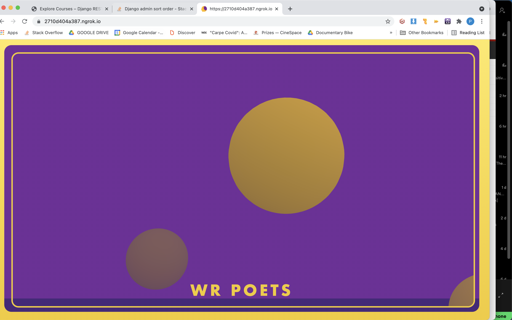 Explore Courses – Django RES
Django admin sort order - Sta
https://2710d404a387.ngrok.io
2710d404a387.ngrok.io
Apps
Stack Overflow
GOOGLE DRIVE
Google Calendar -...
Discover
"Carpe Covid": A...
Prizes — CineSpace
Documentary Bike
Other Bookmarks
Reading List
WR POETS